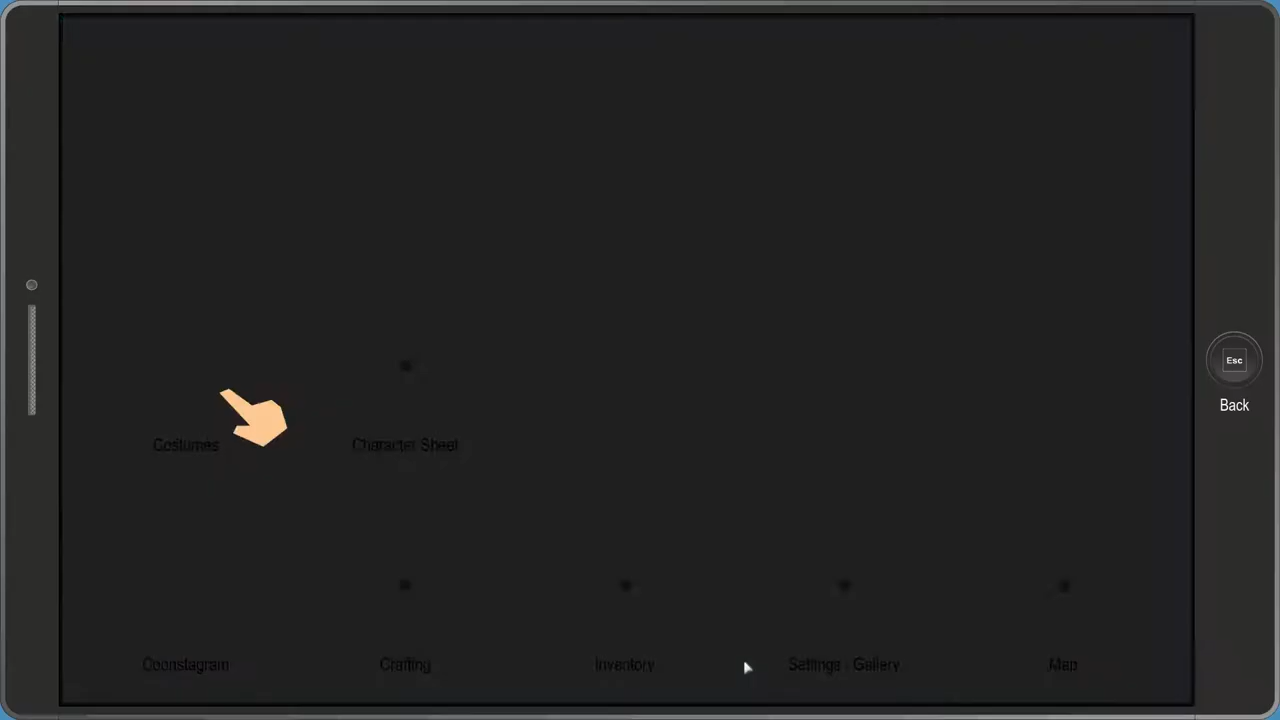 Esc
Back
Costumes
Character Sheet
Coonstagram
Crafting
Inventory
Settings / Gallery
Map